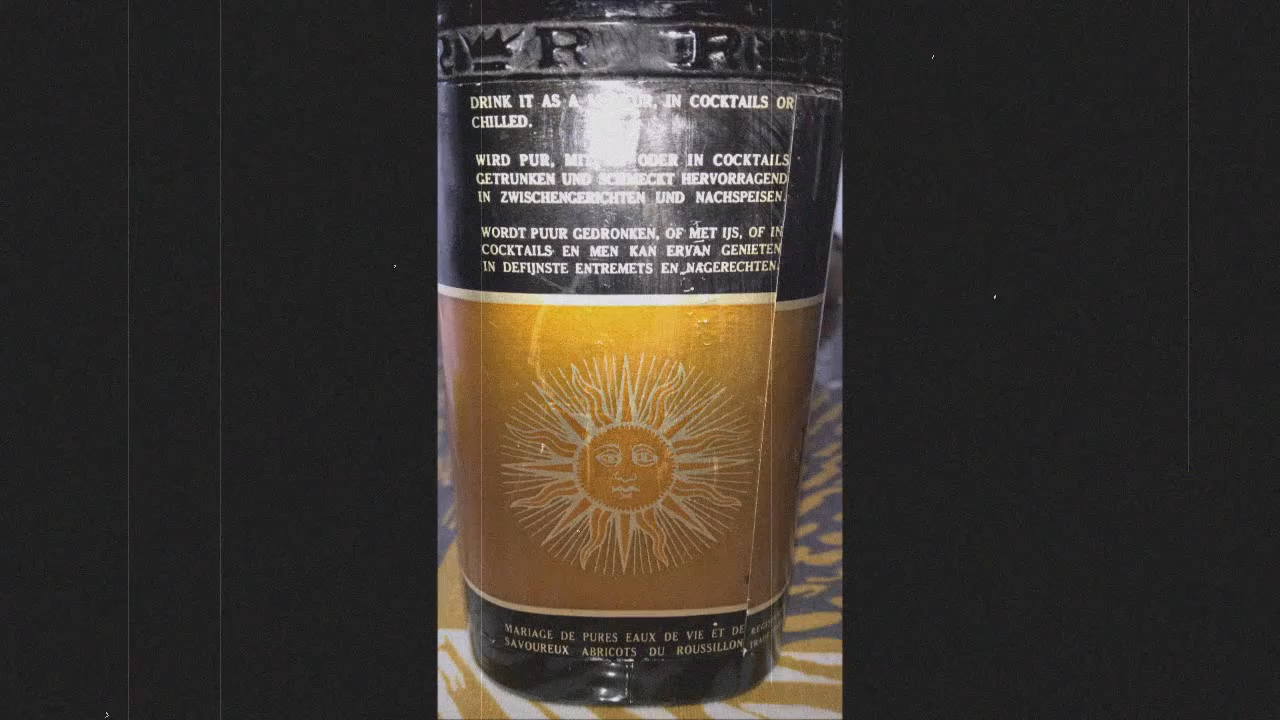 R R
DRINK IT AS A IN COCKTAILS OR
CHILLED.
WIRD PUR, ODER IN COCKTAILS
GETRUNKEN UND SCHMECKT HERVORRAGEND
IN ZWISCHENGERICHTEN UND NACHSPEISEN.
WORDT PUUR GEDRONKEN, OF MET IJS, OF IN
COCKTAILS EN MEN KAN ERVAN GENIETEN
IN DEFIJNSTE ENTREMETS EN NAGERECHTEN.
MARIAGE DE PURES EAUX DE VIE ET DE
SAVOUREUX ABRICOTS DU ROUSSILLON